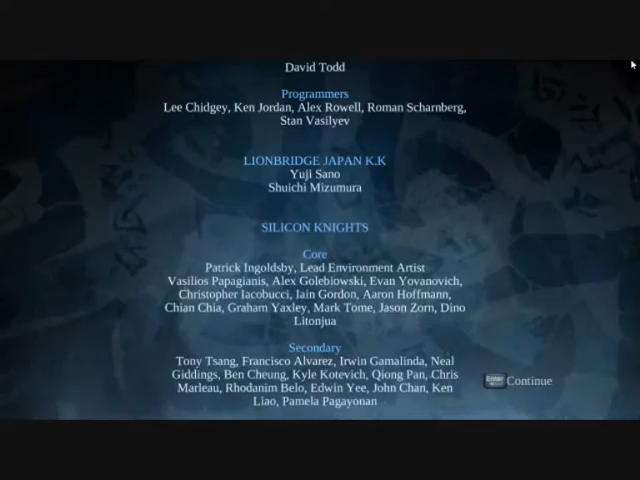 David Todd
Programmers
Lee Chidgey, Ken Jordan, Alex Rowell, Roman Scharnberg,
Stan Vasilyev
LIONBRIDGE JAPAN K.K
Yuji Sano
Shuichi Mizumura
SILICON KNIGHTS
Core
Patrick Ingoldsby, Lead Environment Artist
Vasilios Papagianis, Alex Golebiowski, Evan Yovanovich,
Christopher Iacobucci, Iain Gordon, Aaron Hoffmann,
Chian Chia, Graham Yaxley, Mark Tome, Jason Zorn, Dino
Litonjua
Secondary
Tony Tsang, Francisco Alvarez, Irwin Gamalinda, Neal
Giddings, Ben Cheung, Kyle Kotevich, Qiong Pan, Chris
Marleau, Rhodanim Belo, Edwin Yee, John Chan, Ken
Liao, Pamela Pagayonan
Enter Continue